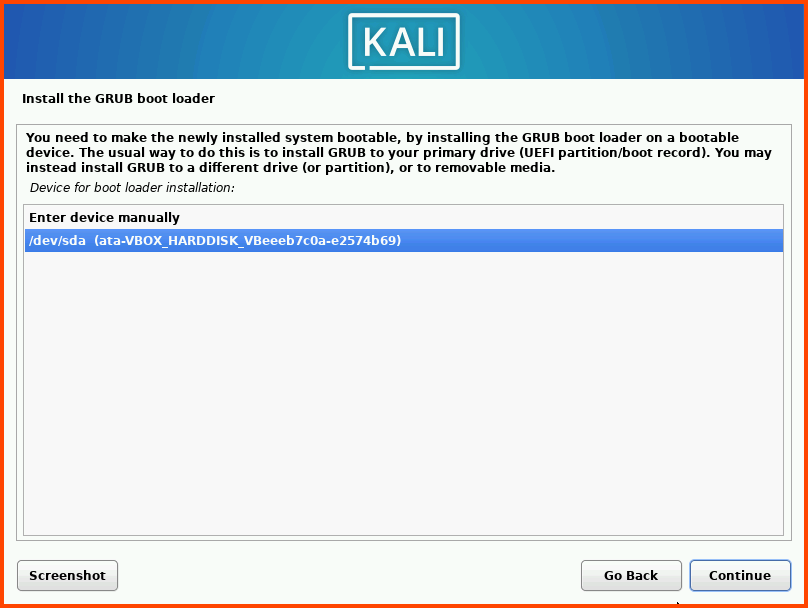 KALI
Install the GRUB boot loader
You need to make the newly installed system bootable, by installing the GRUB boot loader on a bootable
device. The usual way to do this is to install GRUB to your primary drive (UEFI partition/boot record). You may
instead install GRUB to a different drive (or partition), or to removable media.
Device for boot loader installation:
Enter device manually
/dev/sda  (ata-VBOX_HARDDISK_VBeeeb7c0a-e2574b69)
Screenshot
Go Back
Continue